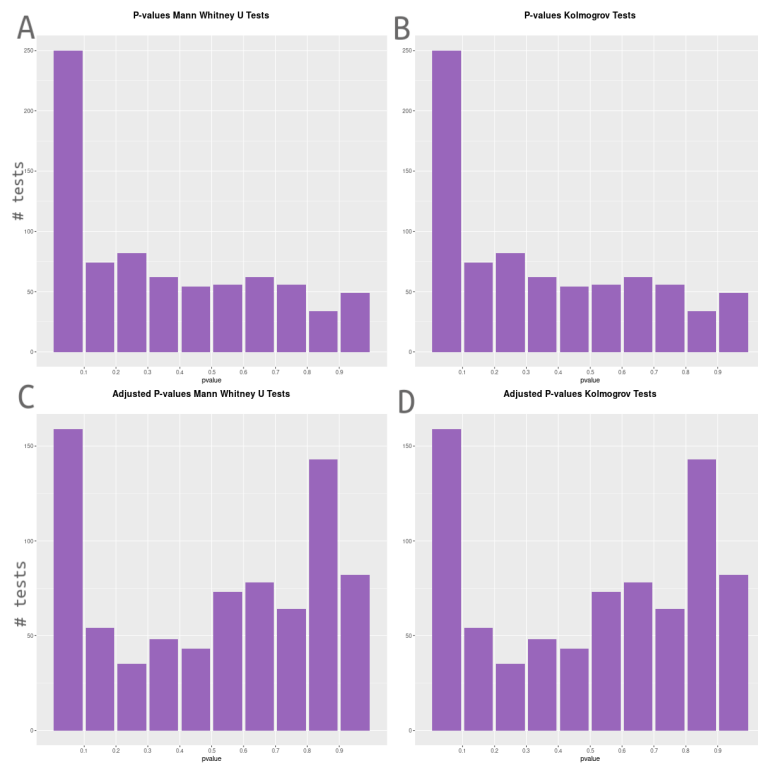 A
P-values Mann Whitney U Tests
250
200
150
100
50
0
# tests
0.1 0.2 0.3 0.4 0.5 0.6 0.7 0.8 0.9
pvalue
B
P-values Kolmogrov Tests
250
200
150
100
50
0
0.1 0.2 0.3 0.4 0.5 0.6 0.7 0.8 0.9
pvalue
C
Adjusted P-values Mann Whitney U Tests
150
100
50
0
# tests
0.1 0.2 0.3 0.4 0.5 0.6 0.7 0.8 0.9
pvalue
D
Adjusted P-values Kolmogrov Tests
150
100
50
0
0.1 0.2 0.3 0.4 0.5 0.6 0.7 0.8 0.9
pvalue